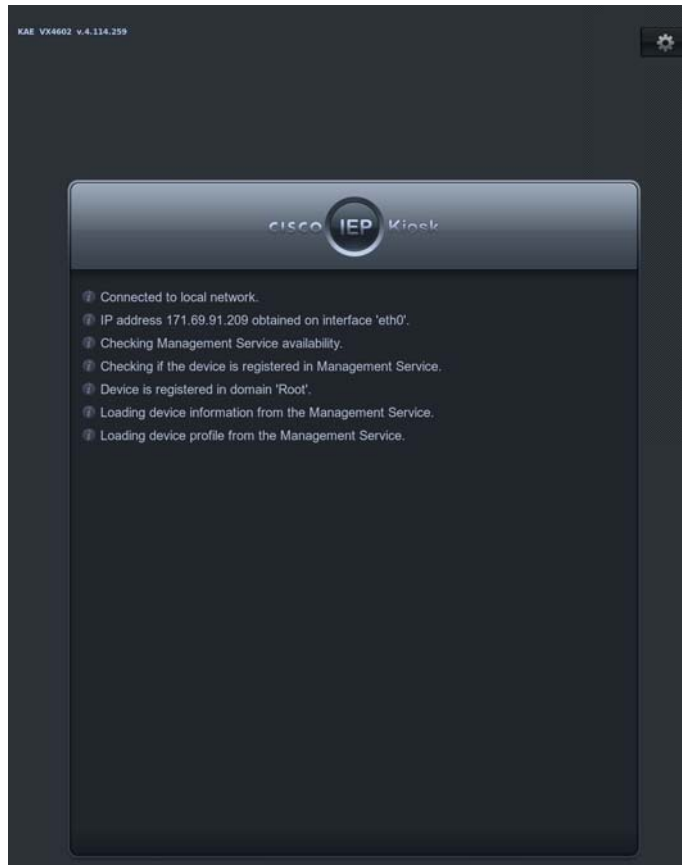 KAE VX4602 v.4.114.259
CISCO IEP Kiosk
Connected to local network.
IP address 171.69.91.209 obtained on interface 'eth0'.
Checking Management Service availability.
Checking if the device is registered in Management Service.
Device is registered in domain 'Root'.
Loading device information from the Management Service.
Loading device profile from the Management Service.